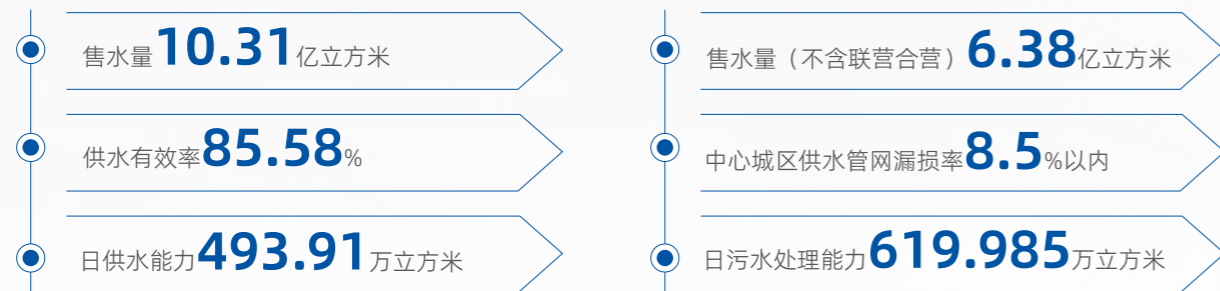 售水量10.31亿立方米
售水量（不含联营合营）6.38亿立方米
供水有效率85.58%
中心城区供水管网漏损率8.5%以内
日供水能力493.91万立方米
日污水处理能力619.985万立方米